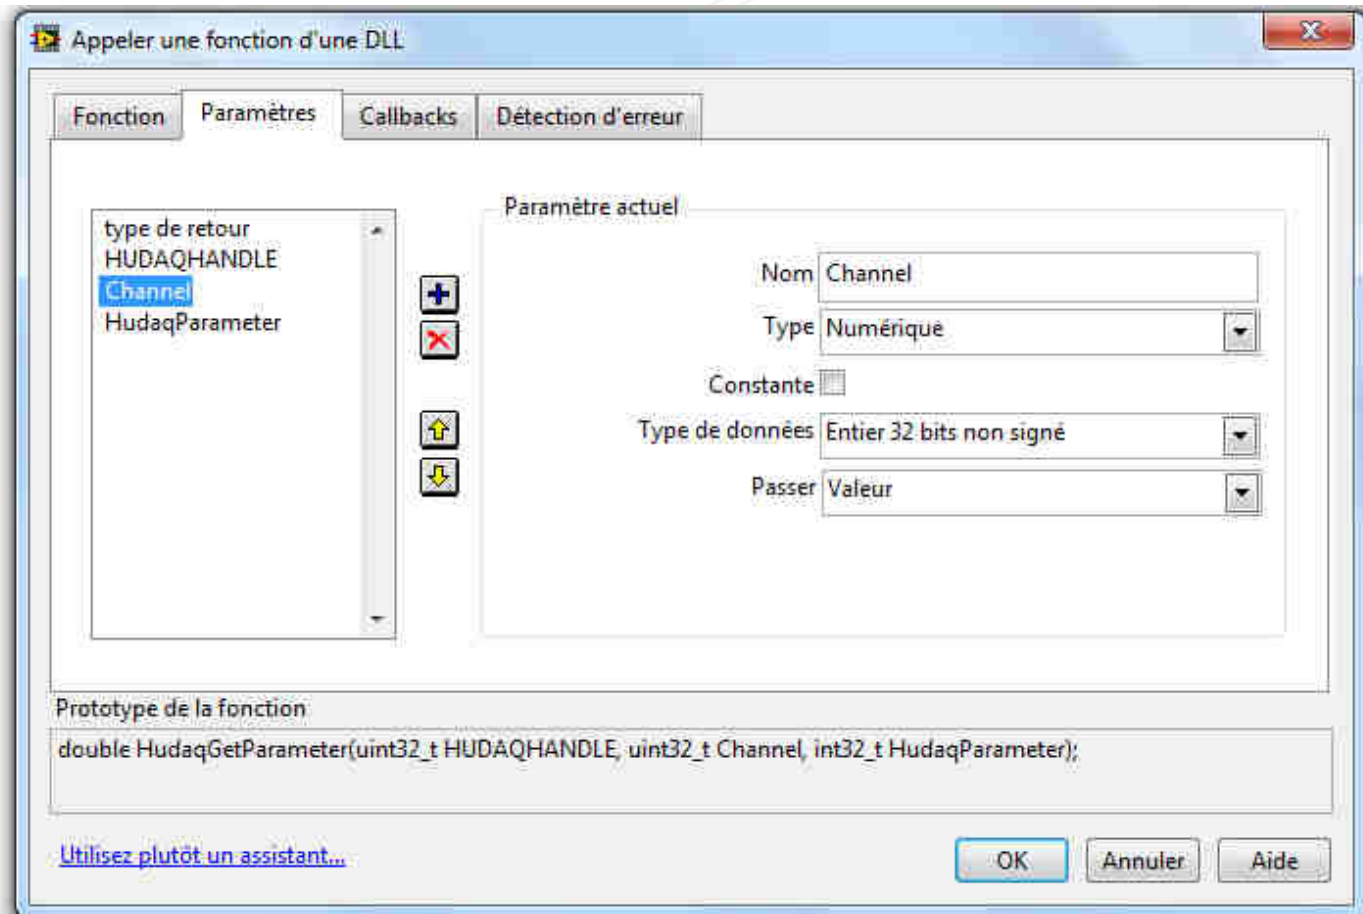 Appeler une fonction d'une DLL
Fonction Paramètres Callbacks Détection d'erreur
type de retour
HUDAQHANDLE
Channel
HudaqParameter
Paramètre actuel
Nom Channel
Type Numérique
Constante
Type de données Entier 32 bits non signé
Passer Valeur
Prototype de la fonction
double HudaqGetParameter(uint32_t HUDAQHANDLE, uint32_t Channel, int32_t HudaqParameter);
Utilisez plutôt un assistant...
OK Annuler Aide